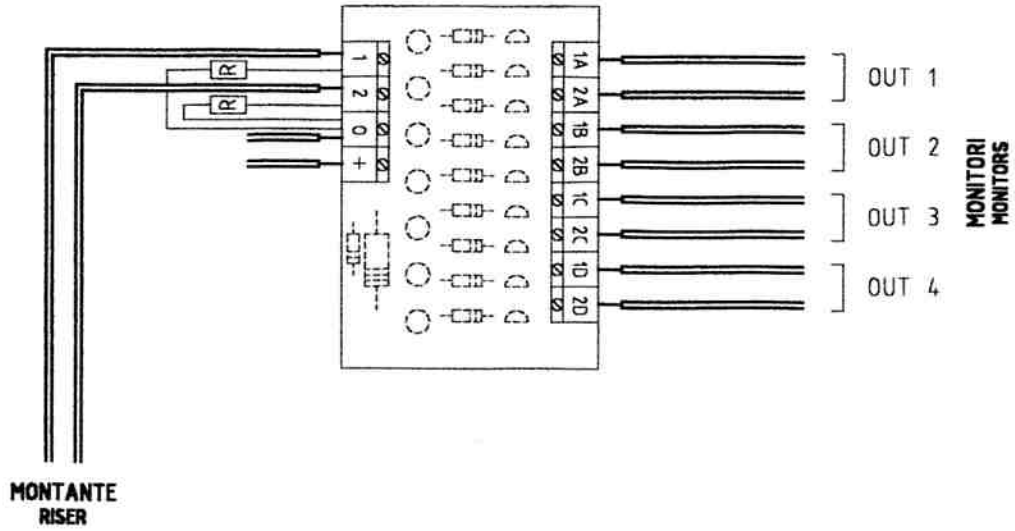 1
R
2
R
0
+
1A
2A
1B
2B
1C
2C
1D
2D
OUT 1
OUT 2
OUT 3
OUT 4
MONITORI
MONITORS
MONTANTE
RISER